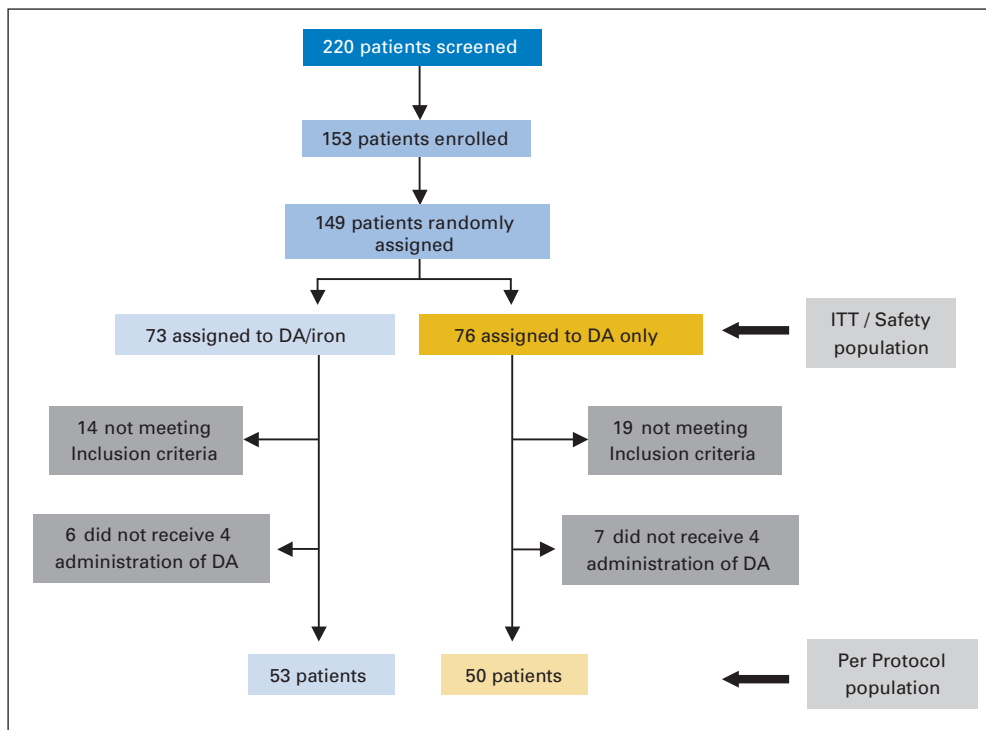 220 patients screened
153 patients enrolled
149 patients randomly
assigned
73 assigned to DA/iron
76 assigned to DA only
ITT / Safety
population
14 not meeting
Inclusion criteria
19 not meeting
Inclusion criteria
6 did not receive 4
administration of DA
7 did not receive 4
administration of DA
53 patients
50 patients
Per Protocol
population